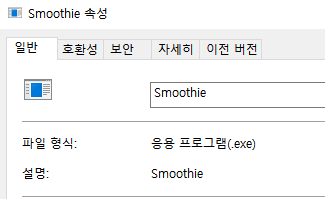 Smoothie 속성
일반 호환성 보안 자세히 이전 버전
Smoothie
파일 형식: 응용 프로그램(.exe)
설명: Smoothie